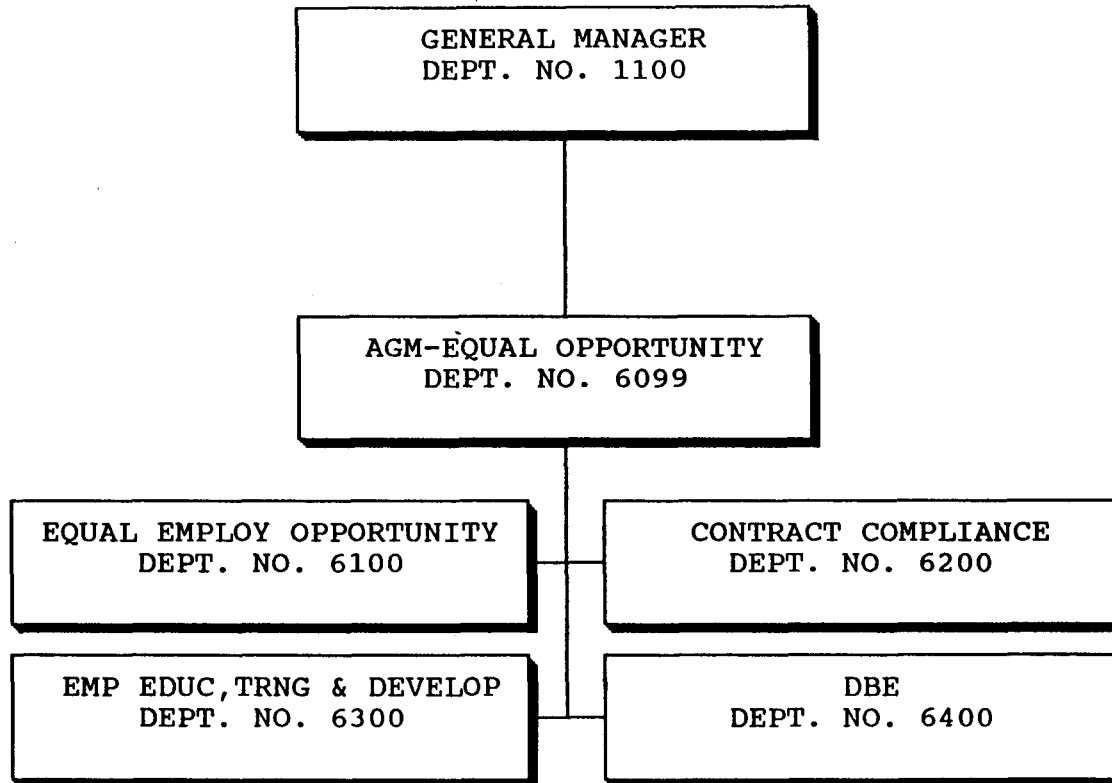 GENERAL MANAGER
DEPT. NO. 1100
AGM-EQUAL OPPORTUNITY
DEPT. NO. 6099
EQUAL EMPLOY OPPORTUNITY
DEPT. NO. 6100
CONTRACT COMPLIANCE
DEPT. NO. 6200
EMP EDUC,TRNG & DEVELOP
DEPT. NO. 6300
DBE
DEPT. NO. 6400